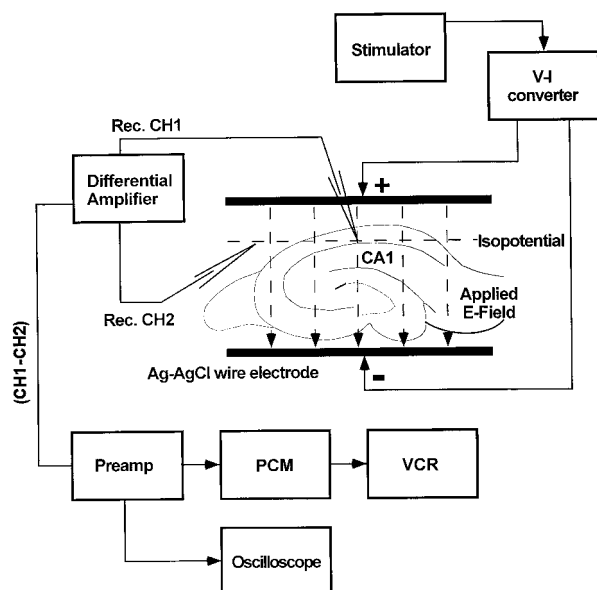 Stimulator
V-I
converter
Rec. CH1
Differential
Amplifier
+
Isopotential
CA1
Applied
E-Field
Rec. CH2
Ag-AgCl wire electrode
-
(CH1-CH2)
Preamp
PCM
VCR
Oscilloscope